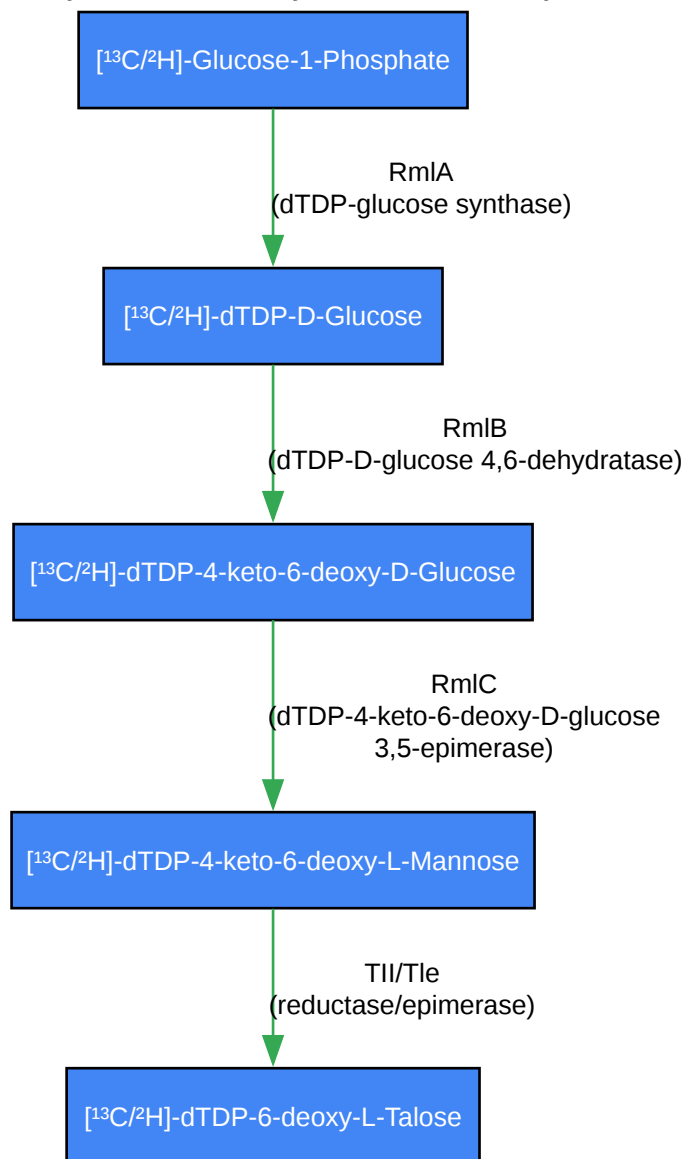 [¹³C/²H]-Glucose-1-Phosphate
RmlA
(dTDP-glucose synthase)
[¹³C/²H]-dTDP-D-Glucose
RmlB
(dTDP-D-glucose 4,6-dehydratase)
[¹³C/²H]-dTDP-4-keto-6-deoxy-D-Glucose
RmlC
(dTDP-4-keto-6-deoxy-D-glucose
3,5-epimerase)
[¹³C/²H]-dTDP-4-keto-6-deoxy-L-Mannose
Tll/Tle
(reductase/epimerase)
[¹³C/²H]-dTDP-6-deoxy-L-Talose